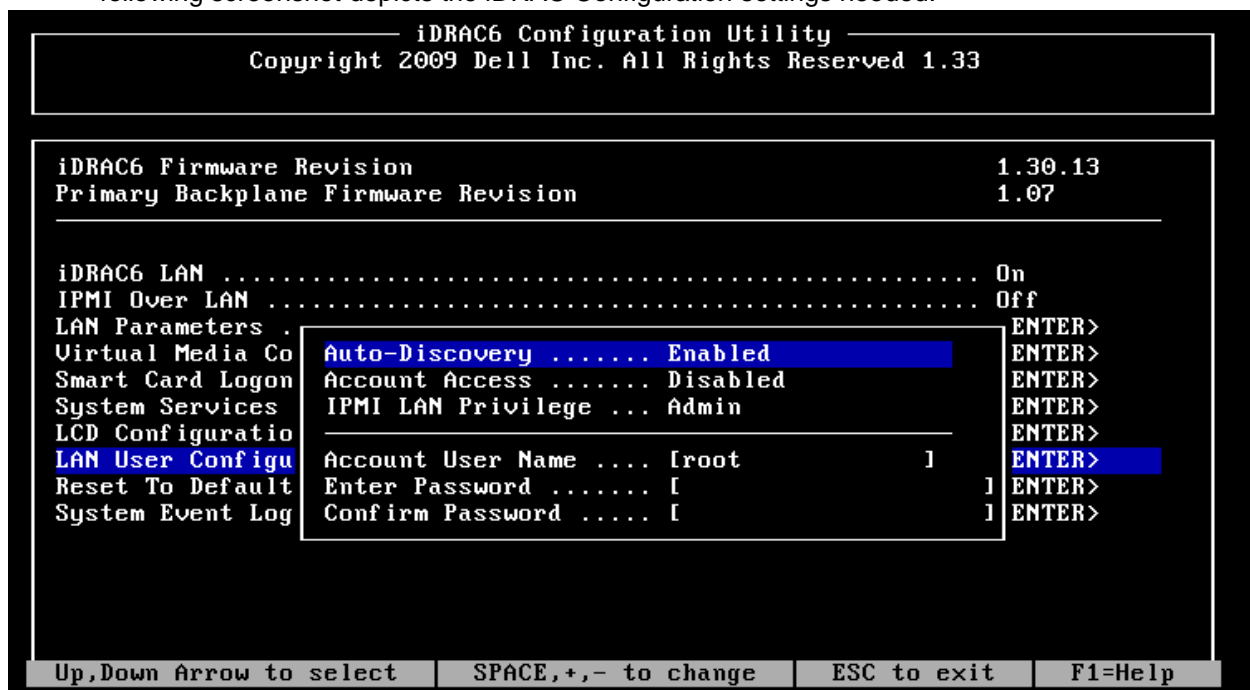 following screenshot depicts the iDRAC Configuration settings needed.
iDRAC6 Configuration Utility
Copyright 2009 Dell Inc. All Rights Reserved 1.33
iDRAC6 Firmware Revision 1.30.13
Primary Backplane Firmware Revision 1.07
iDRAC6 LAN .................................................. On
IPMI Over LAN ............................................... Off
LAN Parameters . ENTER>
Virtual Media Co ENTER>
Smart Card Logon ENTER>
System Services ENTER>
LCD Configuratio ENTER>
LAN User Configu ENTER>
Reset To Default ENTER>
System Event Log ENTER>
Auto-Discovery ....... Enabled
Account Access ....... Disabled
IPMI LAN Privilege ... Admin
Account User Name .... [root ]
Enter Password ....... [ ]
Confirm Password ..... [ ]
Up,Down Arrow to select SPACE,+,- to change ESC to exit F1=Help